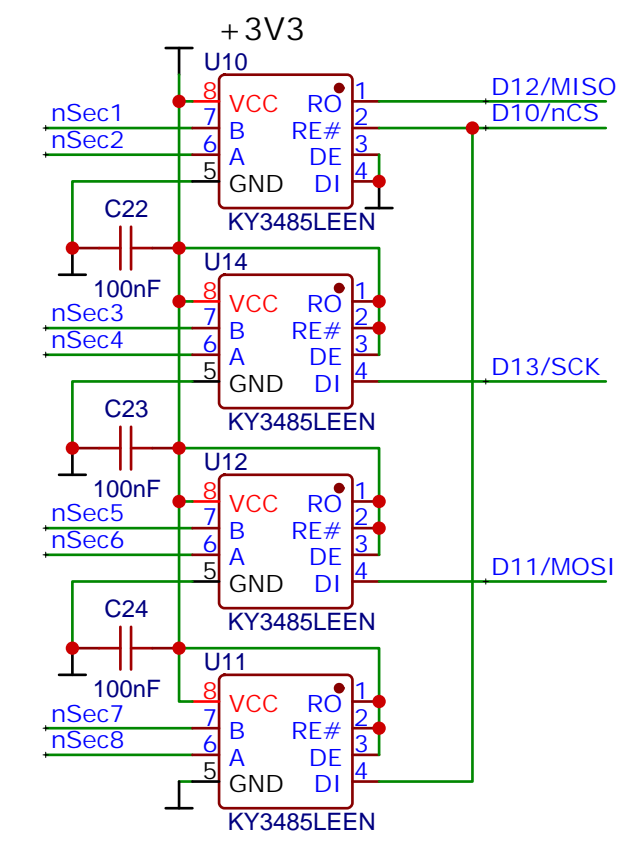 +3V3
U10
8 VCC RO 1 D12/MISO
nSec1 7 B RE# 2 D10/nCS
nSec2 6 A DE 3
5 GND DI 4
C22
KY3485LEEN
100nF
U14
8 VCC RO 1
nSec3 7 B RE# 2
nSec4 6 A DE 3
5 GND DI 4 D13/SCK
C23
KY3485LEEN
100nF
U12
8 VCC RO 1
nSec5 7 B RE# 2
nSec6 6 A DE 3
5 GND DI 4 D11/MOSI
C24
KY3485LEEN
100nF
U11
8 VCC RO 1
nSec7 7 B RE# 2
nSec8 6 A DE 3
5 GND DI 4
KY3485LEEN